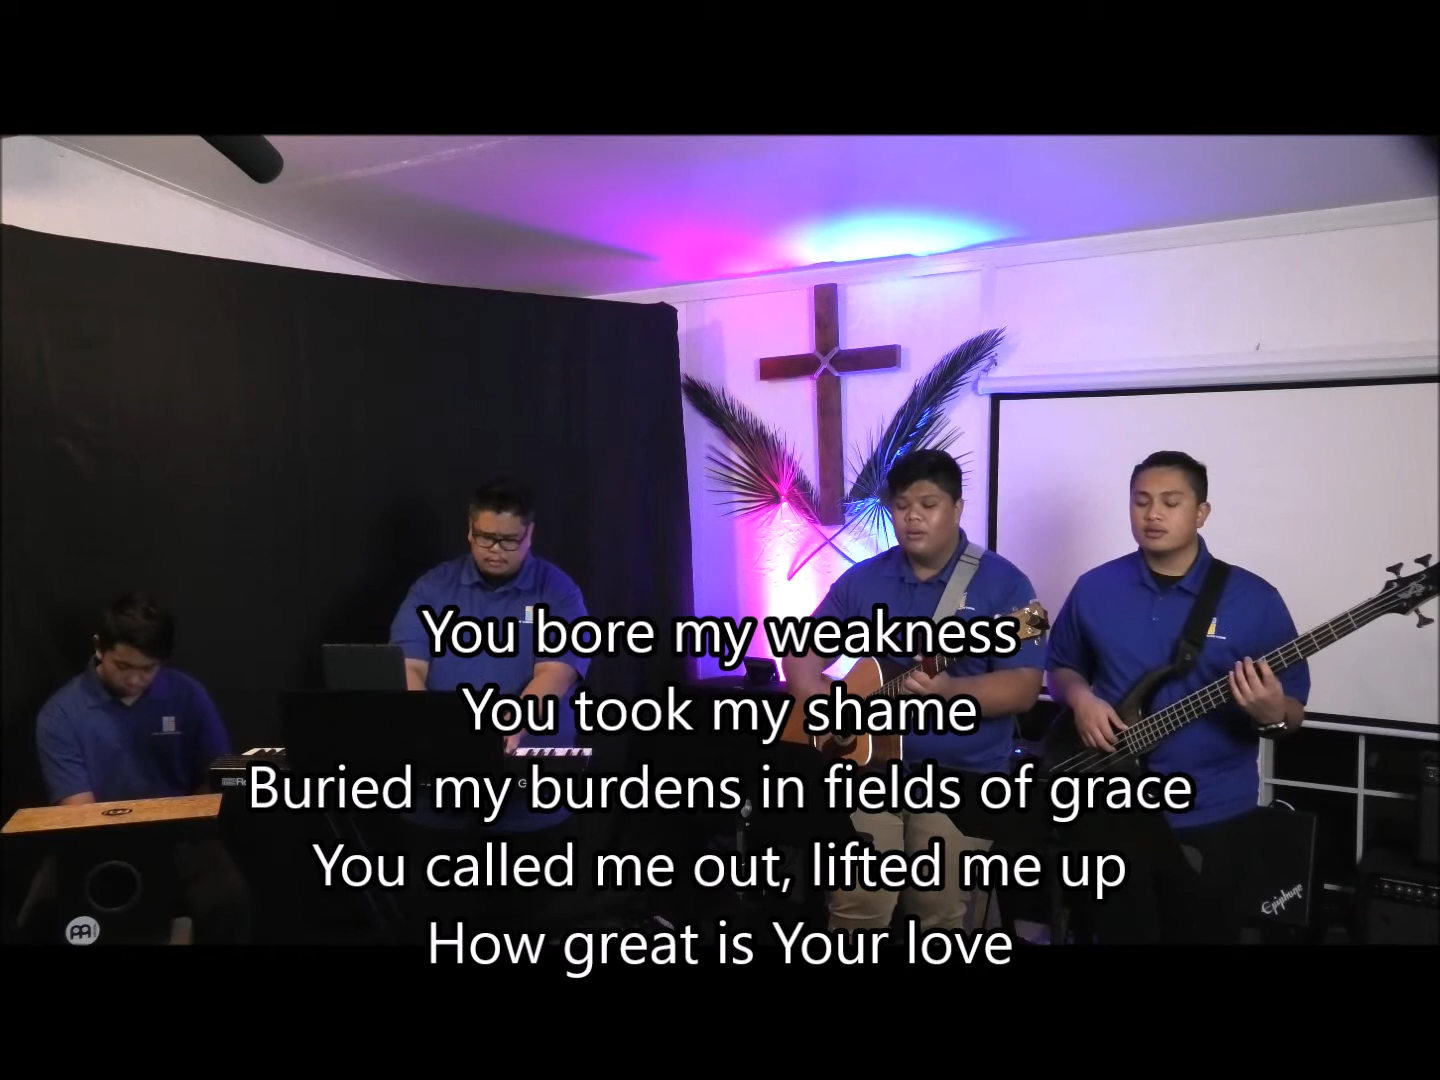 You bore my weakness
You took my shame
Buried my burdens in fields of grace
You called me out, lifted me up
How great is Your love
Epiphone